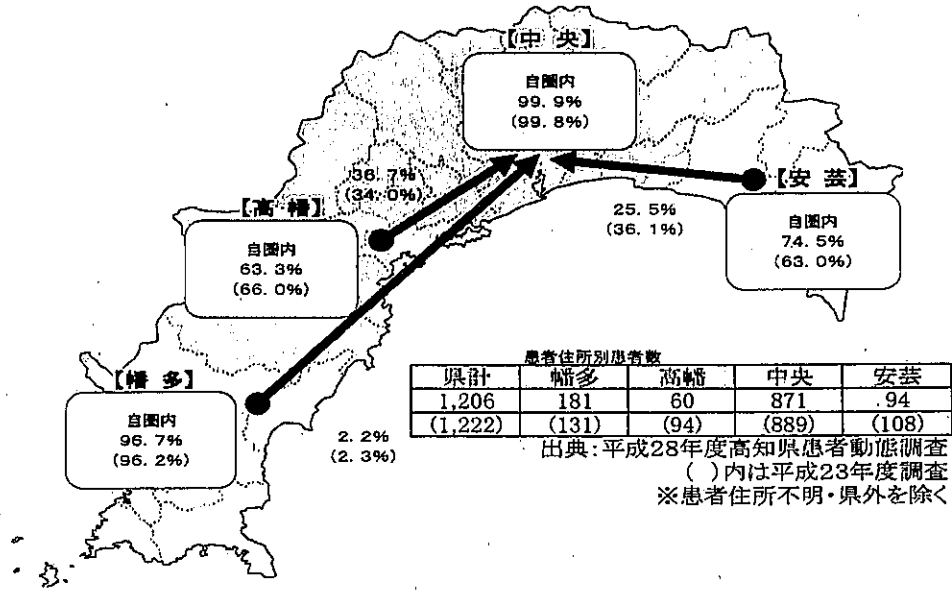 【中 央】
自圏内
99. 9%
(99. 8%)
36. 7%
(34. 0%)
【高 幡】
自圏内
63. 3%
(66. 0%)
【安 芸】
25. 5%
(36. 1%)
自圏内
74. 5%
(63. 0%)
【幡 多】
自圏内
96. 7%
(96. 2%)
2. 2%
(2. 3%)
患者住所別患者数
県計 幡多 高幡 中央 安芸
1,206 181 60 871 94
(1,222) (131) (94) (889) (108)
出典:平成28年度高知県患者動態調査
( )内は平成23年度調査
※患者住所不明・県外を除く